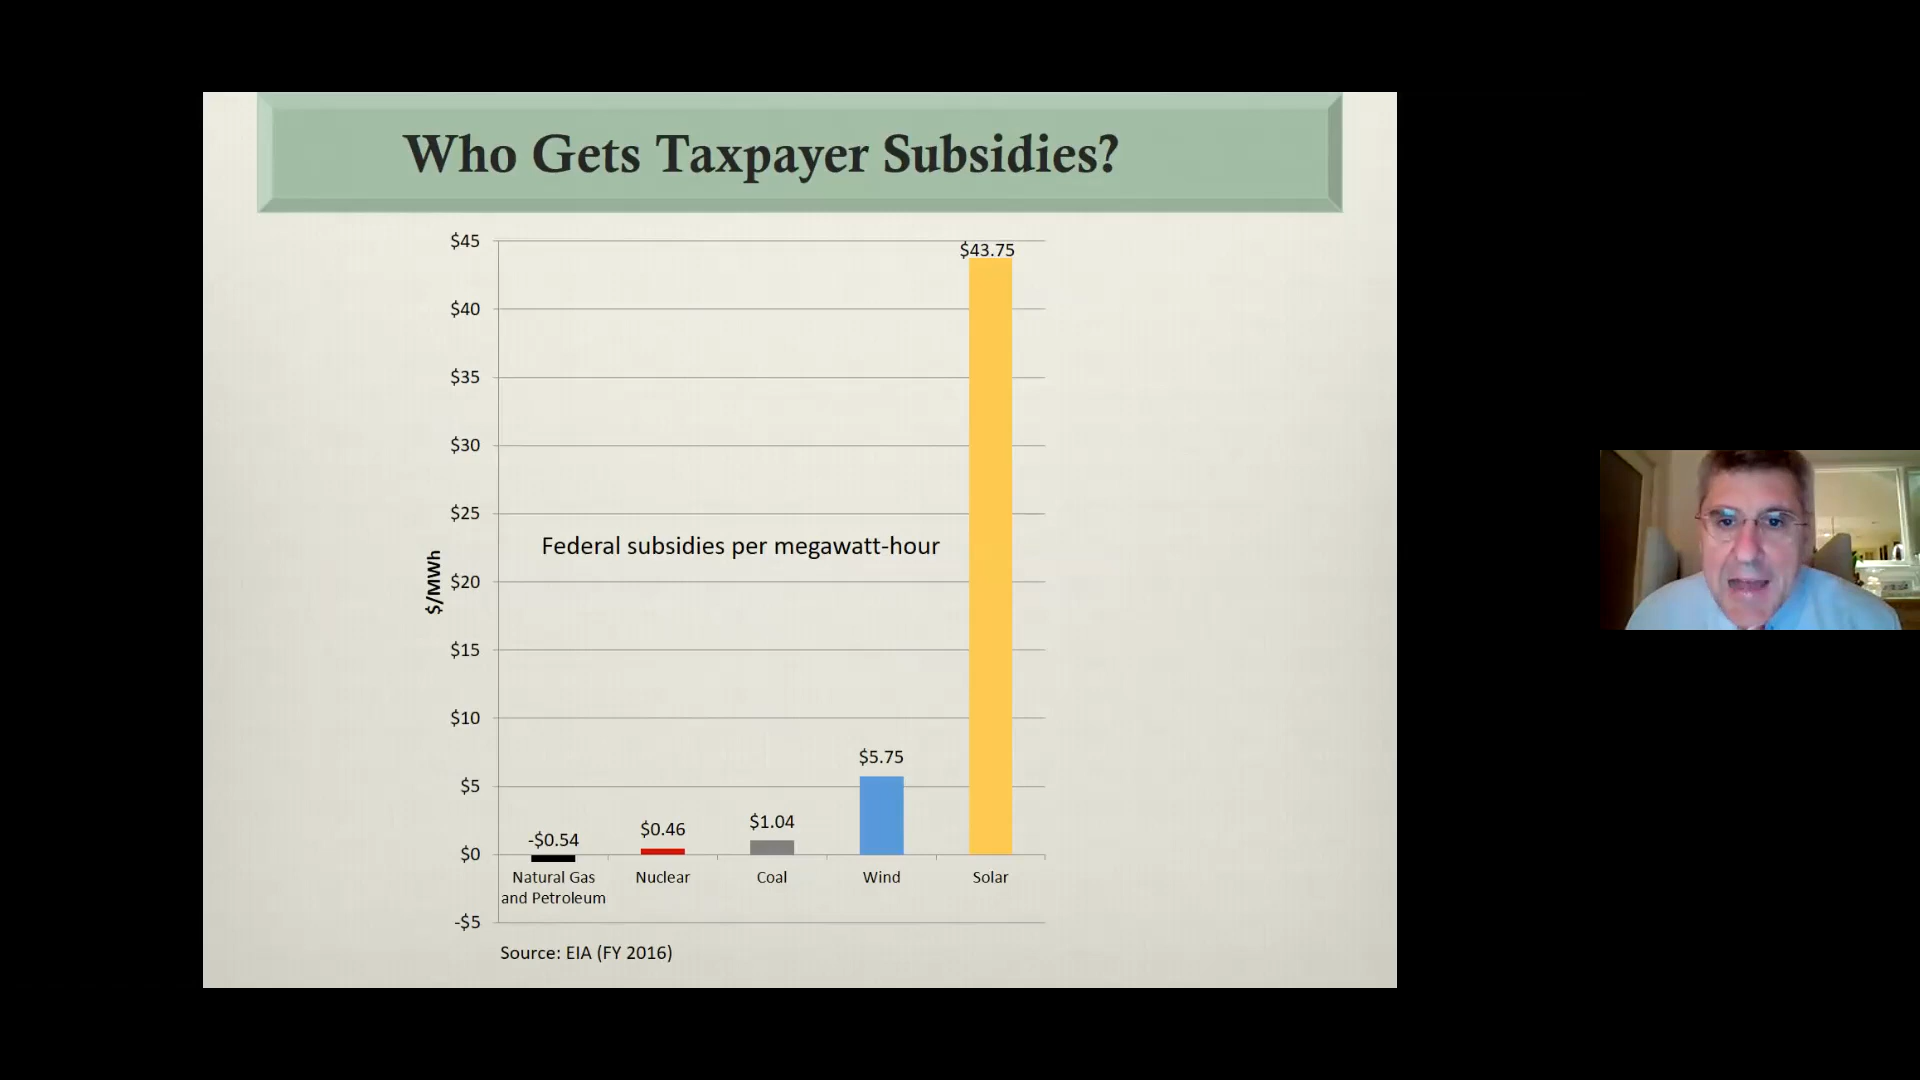 Who Gets Taxpayer Subsidies?
$45
$43.75
$40
$35
$30
$25
Federal subsidies per megawatt-hour
$/MWh
$20
$15
$10
$5.75
$5
-$0.54
$0.46
$1.04
$0
Natural Gas
and Petroleum
Nuclear
Coal
Wind
Solar
-$5
Source: EIA (FY 2016)